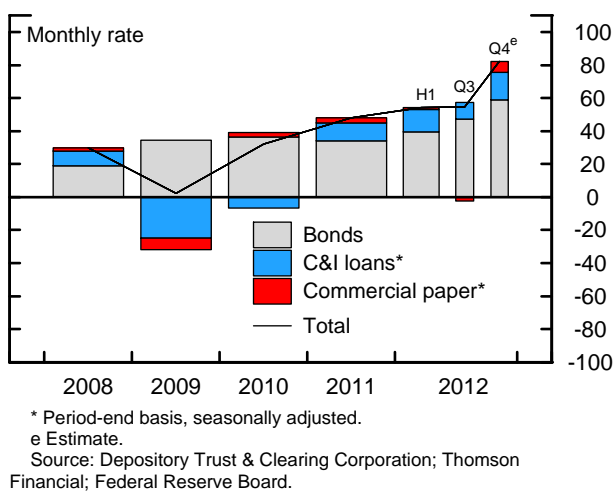 Monthly rate
H1
Q3
Q4e
100
80
60
40
20
0
-20
-40
-60
-80
-100
Bonds
C&I loans*
Commercial paper*
Total
2008
2009
2010
2011
2012
* Period-end basis, seasonally adjusted.
e Estimate.
Source: Depository Trust & Clearing Corporation; Thomson
Financial; Federal Reserve Board.